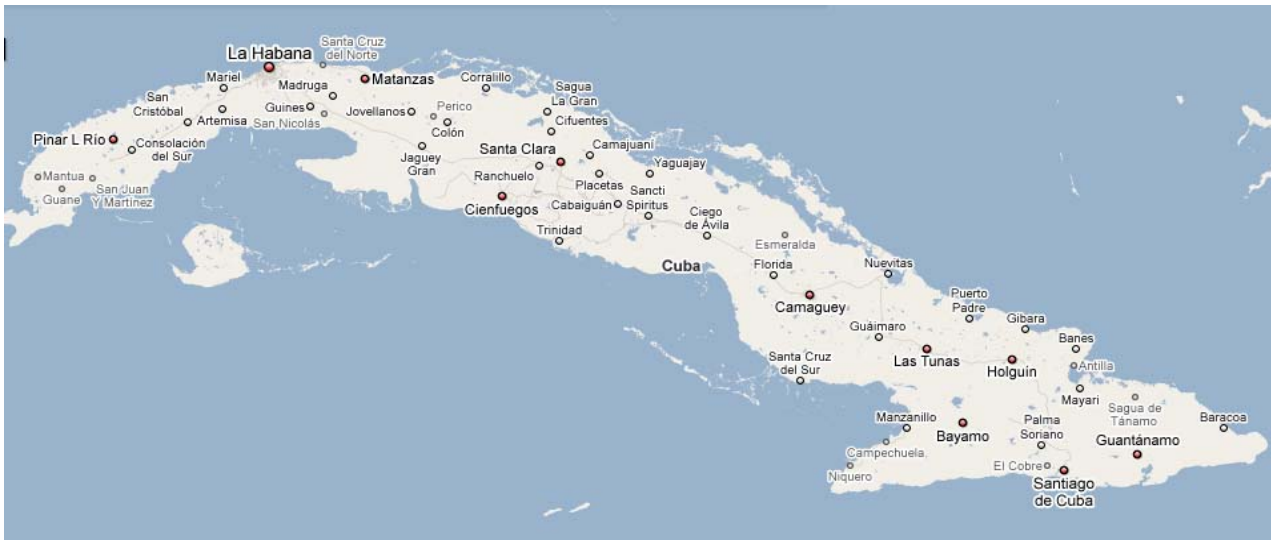 La Habana
Santa Cruz
del Norte
Mariel
Matanzas
Madruga
Corralillo
Sagua
La Gran
San
Cristóbal
Artemisa
Guines
San Nicolás
Jovellanos
Perico
Colón
Cifuentes
Pinar L Río
Consolación
del Sur
Jaguey
Gran
Santa Clara
Camajuaní
Ranchuelo
Placetas
Yaguajay
Mantua
Guane
San Juan
Y Martinez
Cienfuegos
Cabaiguán
Sancti
Spiritus
Trinidad
Ciego
de Ávila
Esmeralda
Cuba
Florida
Nuevitas
Camaguey
Puerto
Padre
Gibara
Guáimaro
Las Tunas
Holguín
Banes
Antilla
Santa Cruz
del Sur
Mayari
Manzanillo
Bayamo
Palma
Soriano
Sagua de
Tánamo
Baracoa
Campechuela.
Guantánamo
Niquero
El Cobre
Santiago
de Cuba